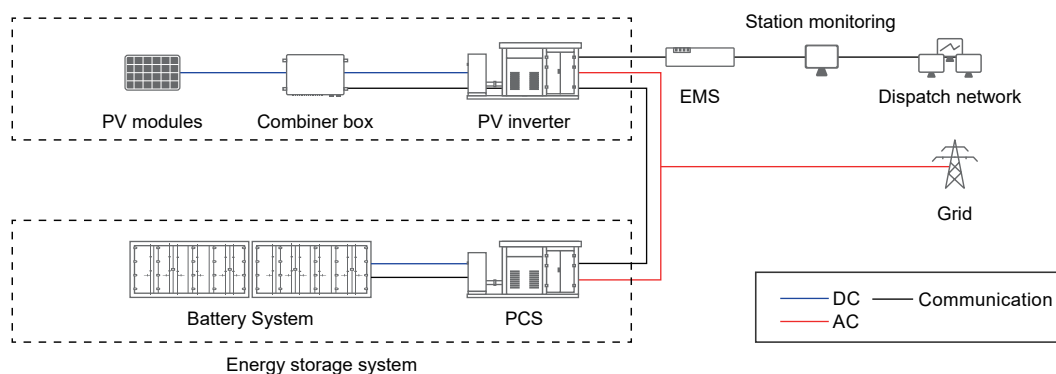 Station monitoring
PV modules
Combiner box
PV inverter
EMS
Dispatch network
Grid
Battery System
PCS
Energy storage system
DC
Communication
AC